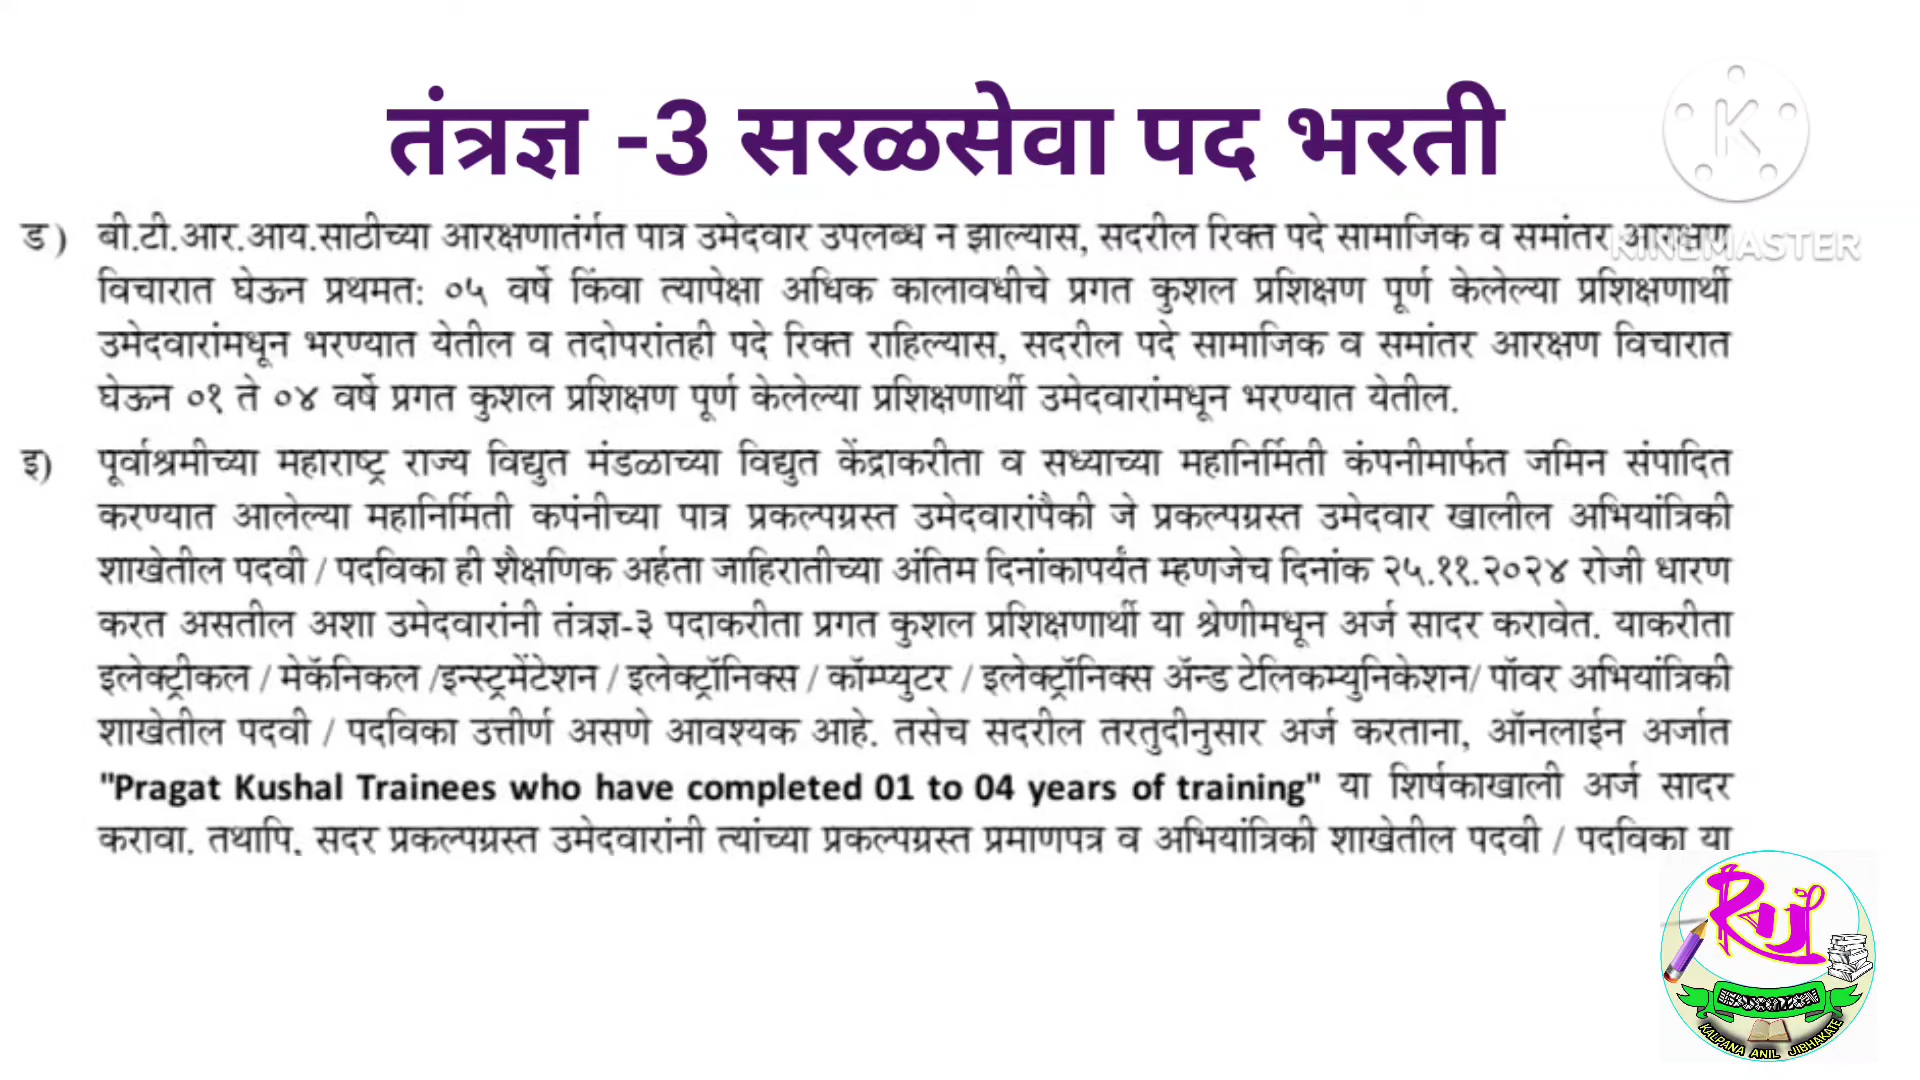 तंत्रज्ञ -3 सरळसेवा पद भरती
KINEMASTER
ड) बी.टी.आर.आय.साठीच्या आरक्षणातंर्गत पात्र उमेदवार उपलब्ध न झाल्यास, सदरील रिक्त पदे सामाजिक व समांतर आरक्षण
विचारात घेऊन प्रथमत: ०५ वर्षे किंवा त्यापेक्षा अधिक कालावधीचे प्रगत कुशल प्रशिक्षण पूर्ण केलेल्या प्रशिक्षणार्थी
उमेदवारांमधून भरण्यात येतील व तदोपरांतही पदे रिक्त राहिल्यास, सदरील पदे सामाजिक व समांतर आरक्षण विचारात
घेऊन ०१ ते ०४ वर्षे प्रगत कुशल प्रशिक्षण पूर्ण केलेल्या प्रशिक्षणार्थी उमेदवारांमधून भरण्यात येतील.
इ) पूर्वाश्रमीच्या महाराष्ट्र राज्य विद्युत मंडळाच्या विद्युत केंद्राकरीता व सध्याच्या महानिर्मिती कंपनीमार्फत जमिन संपादित
करण्यात आलेल्या महानिर्मिती कपंनीच्या पात्र प्रकल्पग्रस्त उमेदवारांपैकी जे प्रकल्पग्रस्त उमेदवार खालील अभियांत्रिकी
शाखेतील पदवी / पदविका ही शैक्षणिक अर्हता जाहिरातीच्या अंतिम दिनांकापर्यंत म्हणजेच दिनांक २५.११.२०२४ रोजी धारण
करत असतील अशा उमेदवारांनी तंत्रज्ञ-३ पदाकरीता प्रगत कुशल प्रशिक्षणार्थी या श्रेणीमधून अर्ज सादर करावेत. याकरीता
इलेक्ट्रीकल / मेकॅनिकल /इन्स्ट्रमेंटेशन / इलेक्ट्रॉनिक्स / कॉम्प्युटर / इलेक्ट्रॉनिक्स ॲन्ड टेलिकम्युनिकेशन/ पॉवर अभियांत्रिकी
शाखेतील पदवी / पदविका उत्तीर्ण असणे आवश्यक आहे. तसेच सदरील तरतुदीनुसार अर्ज करताना, ऑनलाईन अर्जात
"Pragat Kushal Trainees who have completed 01 to 04 years of training" या शिर्षकाखाली अर्ज सादर
करावा. तथापि, सदर प्रकल्पग्रस्त उमेदवारांनी त्यांच्या प्रकल्पग्रस्त प्रमाणपत्र व अभियांत्रिकी शाखेतील पदवी / पदविका या
RIJ
EDUCATION
KALPANA ANIL JIBHAKATE